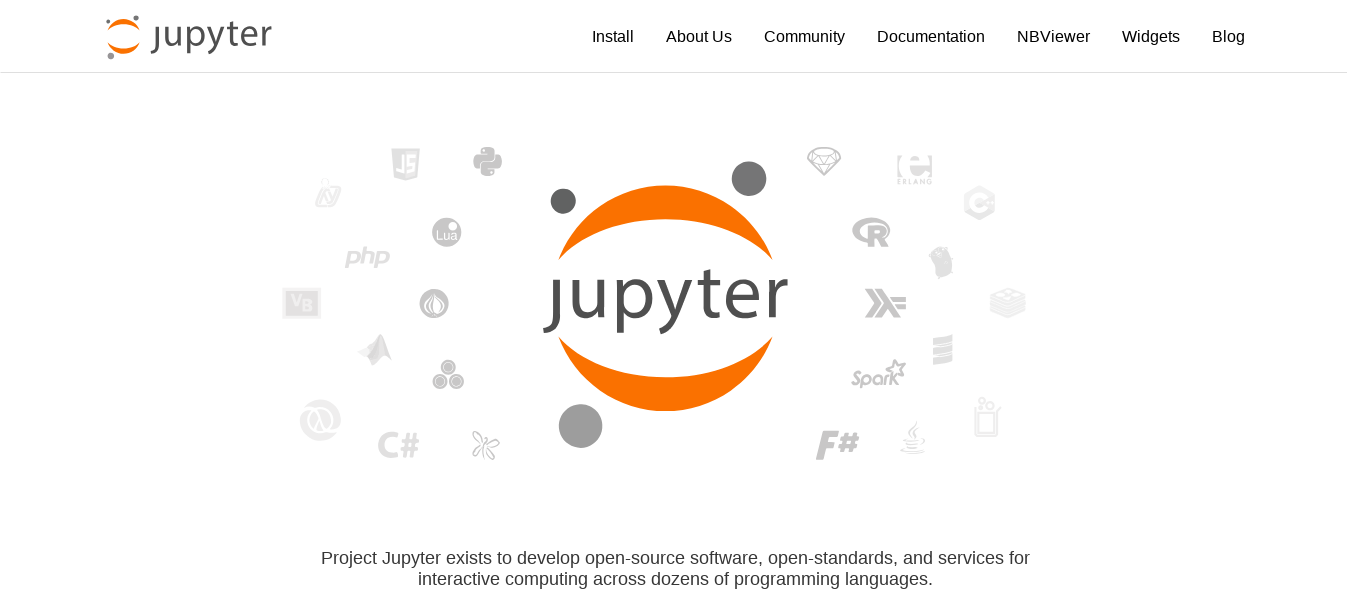 jupyter
Install About Us Community Documentation NBViewer Widgets Blog
JS
ERLANG
Lua
R
php
VB
jupyter
Spark
C#
F#
Project Jupyter exists to develop open-source software, open-standards, and services for
interactive computing across dozens of programming languages.